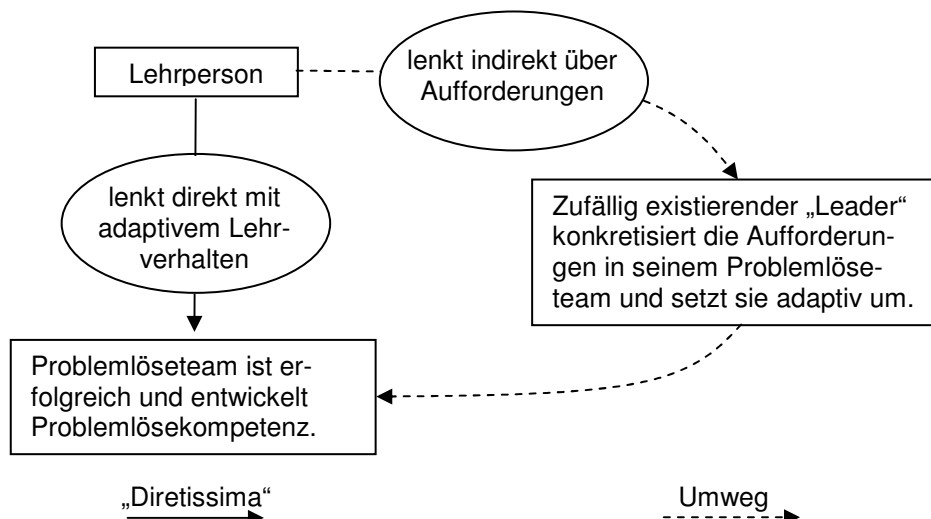 Lehrperson
lenkt indirekt über
Aufforderungen
lenkt direkt mit
adaptivem Lehr-
verhalten
Zufällig existierender „Leader“
konkretisiert die Aufforderun-
gen in seinem Problemlöse-
team und setzt sie adaptiv um.
Problemlöseteam ist er-
folgreich und entwickelt
Problemlösekompetenz.
„Diretissima“
Umweg